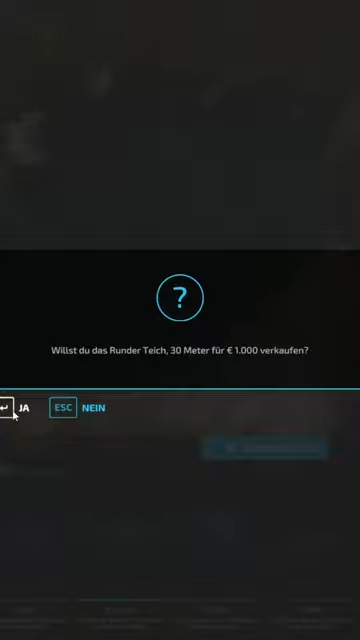 ?
Willst du das Runder Teich, 30 Meter für € 1.000 verkaufen?
↵ JA ESC NEIN